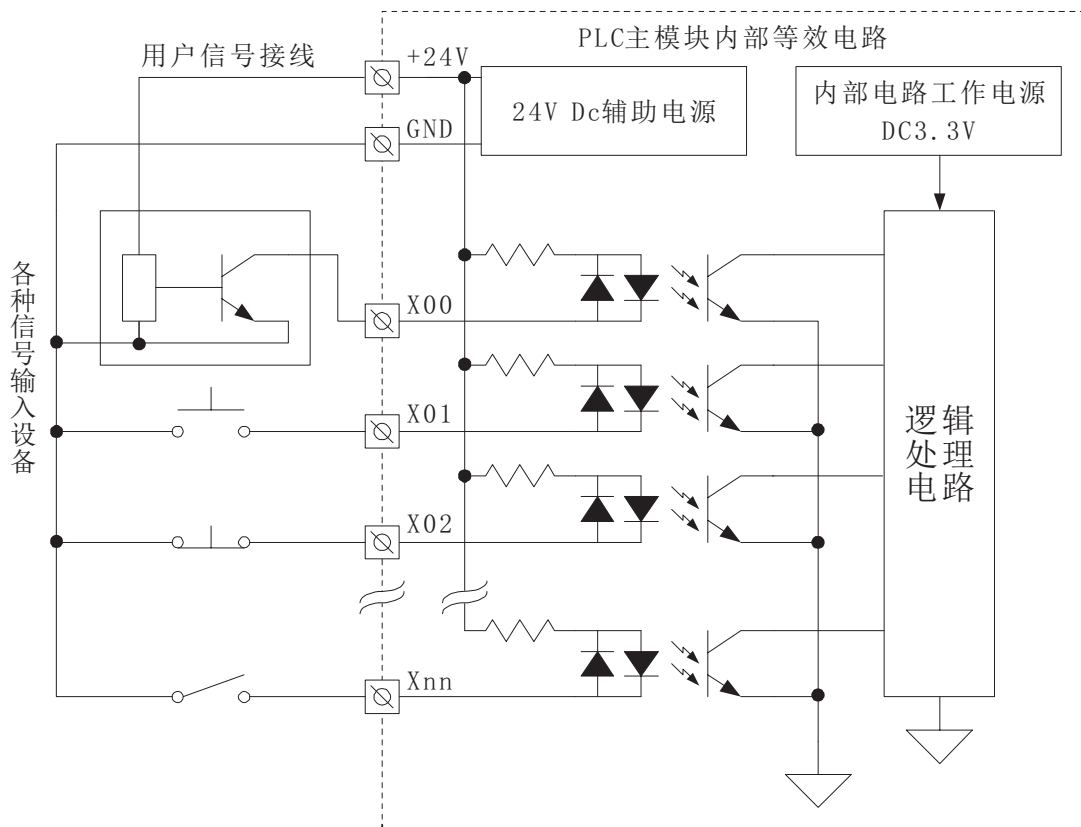 PLC主模块内部等效电路
用户信号接线
+24V
24V Dc辅助电源
内部电路工作电源
DC3.3V
GND
各种信号输入设备
X00
X01
X02
Xnn
逻辑
处理
电路